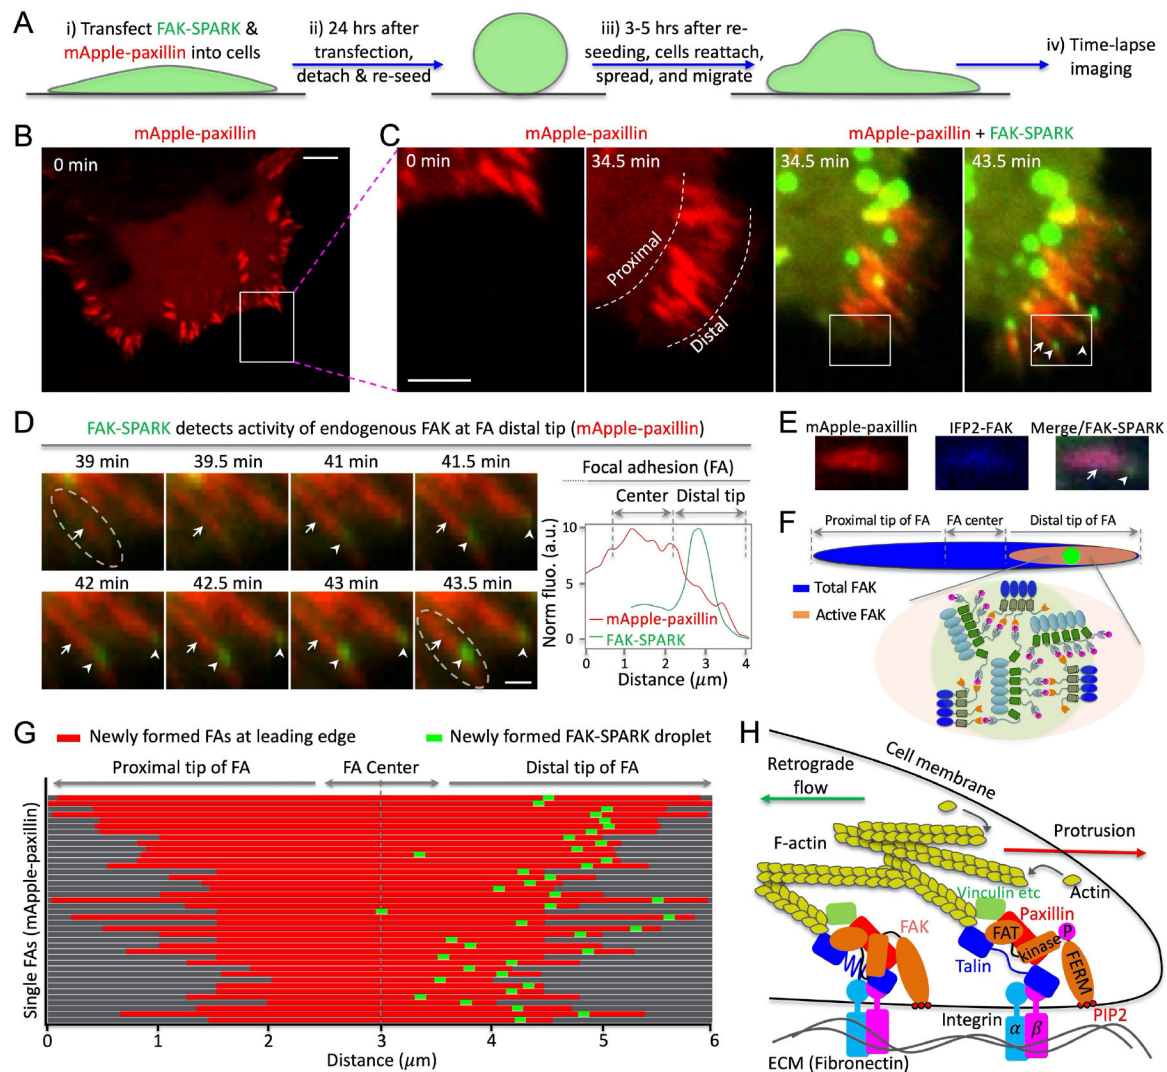 A
i) Transfect FAK-SPARK &
mApple-paxillin into cells
ii) 24 hrs after
transfection,
detach & re-seed
iii) 3-5 hrs after re-
seeding, cells reattach,
spread, and migrate
iv) Time-lapse
imaging
B
mApple-paxillin
0 min
C
mApple-paxillin
mApple-paxillin + FAK-SPARK
0 min
34.5 min
Proximal
Distal
34.5 min
43.5 min
D
FAK-SPARK detects activity of endogenous FAK at FA distal tip (mApple-paxillin)
39 min
39.5 min
41 min
41.5 min
42 min
42.5 min
43 min
43.5 min
Focal adhesion (FA)
Center
Distal tip
Norm fluo. (a.u.)
10
5
0
mApple-paxillin
FAK-SPARK
0
1
2
3
4
Distance (μm)
E
mApple-paxillin
IFP2-FAK
Merge/FAK-SPARK
F
Proximal tip of FA
FA center
Distal tip of FA
Total FAK
Active FAK
G
Newly formed FAs at leading edge
Newly formed FAK-SPARK droplet
Proximal tip of FA
FA Center
Distal tip of FA
Single FAs (mApple-paxillin)
0
1
2
3
4
5
6
Distance (μm)
H
Cell membrane
Retrograde
flow
Protrusion
F-actin
Actin
Vinculin etc
Paxillin
FAK
FAT
kinase
P
Talin
FERM
Integrin
α
β
PIP2
ECM (Fibronectin)